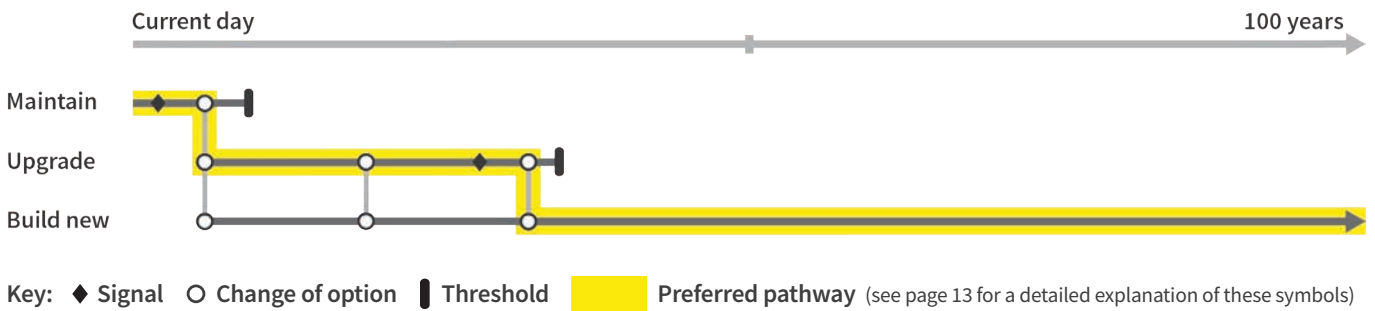 Current day 100 years
Maintain
Upgrade
Build new
Key: Signal Change of option Threshold Preferred pathway (see page 13 for a detailed explanation of these symbols)